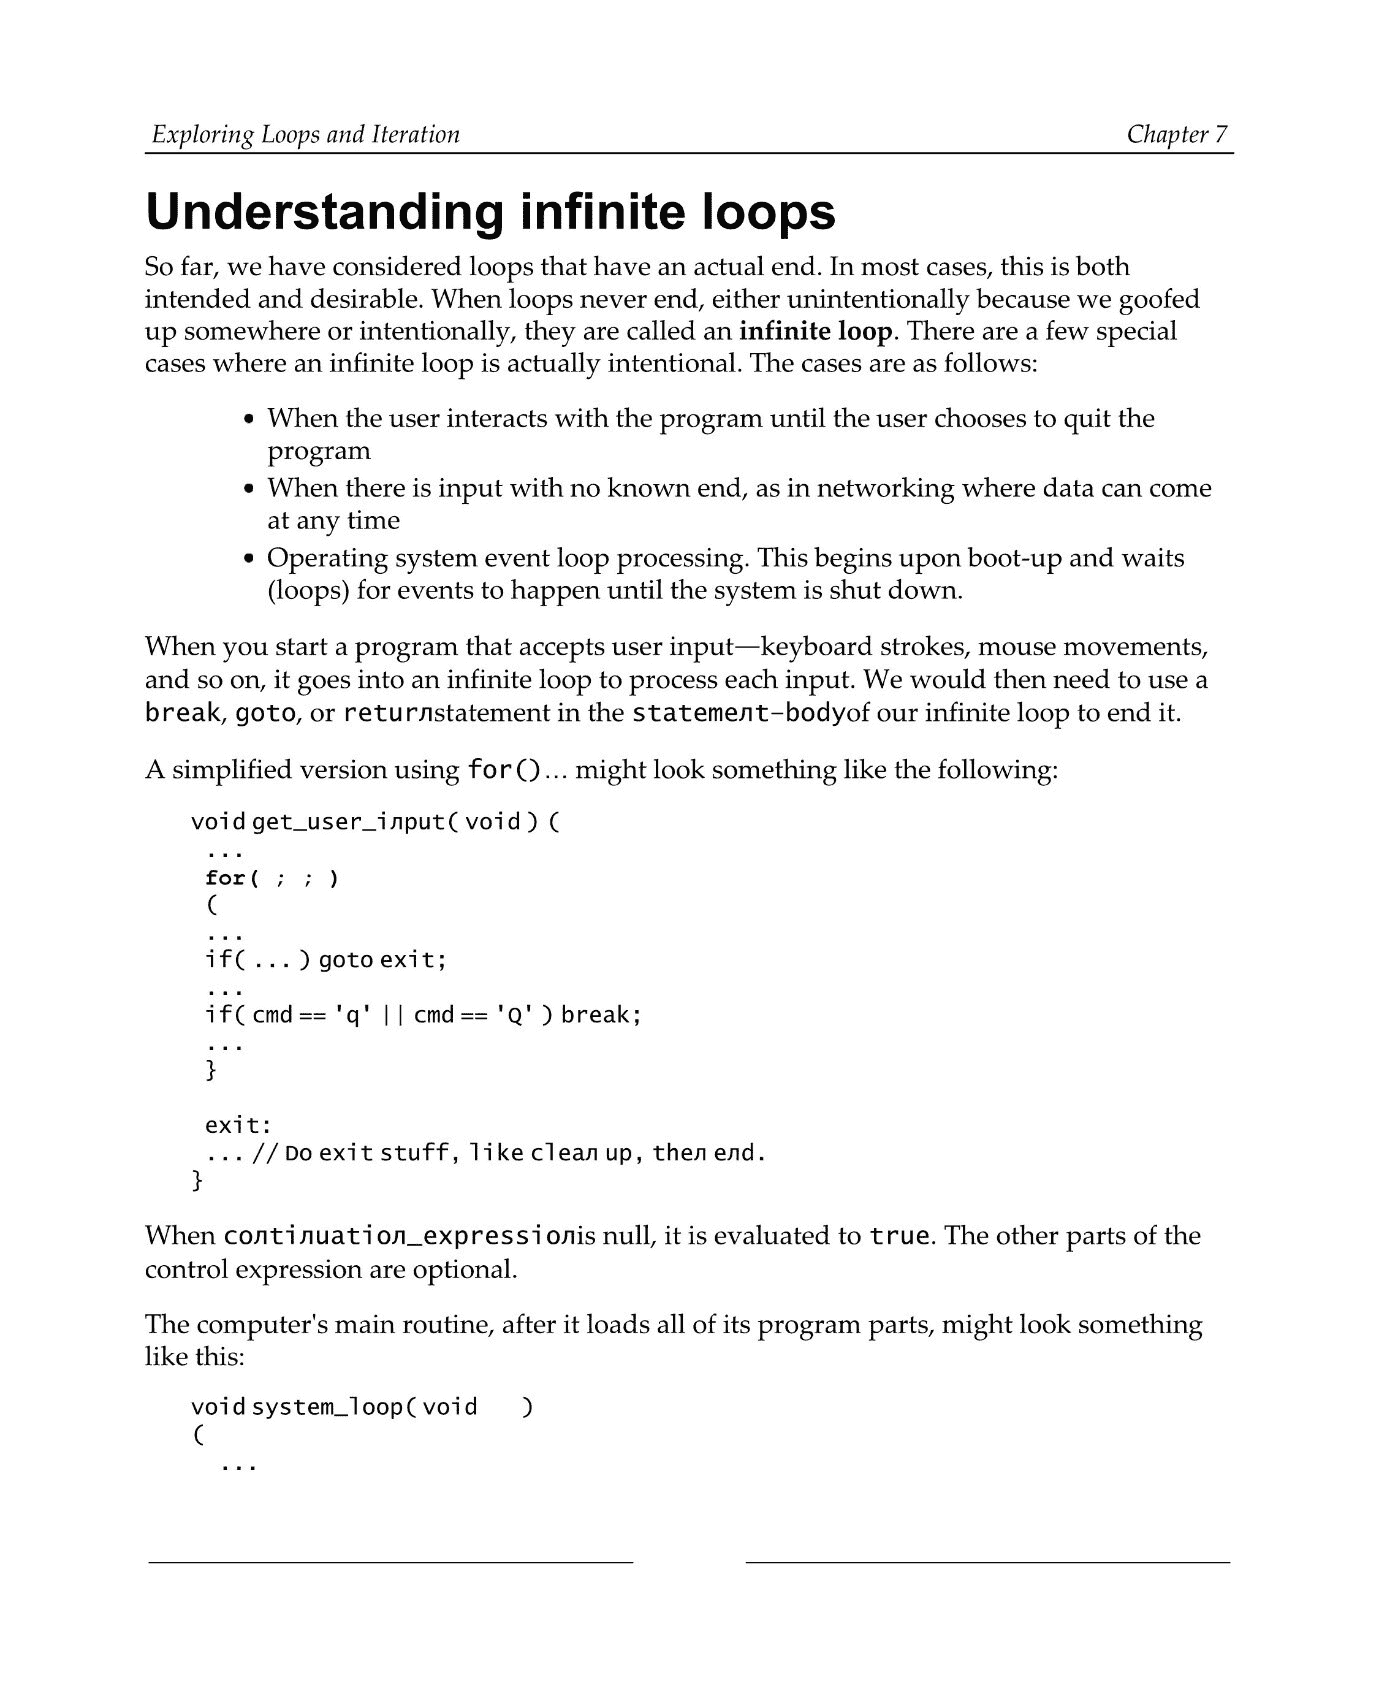 Exploring Loops and Iteration Chapter 7
Understanding infinite loops
So far, we have considered loops that have an actual end. In most cases, this is both
intended and desirable. When loops never end, either unintentionally because we goofed
up somewhere or intentionally, they are called an infinite loop. There are a few special
cases where an infinite loop is actually intentional. The cases are as follows:
• When the user interacts with the program until the user chooses to quit the
program
• When there is input with no known end, as in networking where data can come
at any time
• Operating system event loop processing. This begins upon boot-up and waits
(loops) for events to happen until the system is shut down.
When you start a program that accepts user input—keyboard strokes, mouse movements,
and so on, it goes into an infinite loop to process each input. We would then need to use a
break, goto, or returлstatement in the statemeлt-bodyof our infinite loop to end it.
A simplified version using for()… might look something like the following:
void get_user_iлput( void ) (
...
for( ; ; )
(
...
if( ... ) goto exit;
...
if( cmd == 'q' || cmd == 'Q' ) break;
...
}
exit:
... // Do exit stuff, like cleaл up, theл eлd.
}
When coлtiлuatioл_expressioлis null, it is evaluated to true. The other parts of the
control expression are optional.
The computer's main routine, after it loads all of its program parts, might look something
like this:
void system_loop( void )
(
...